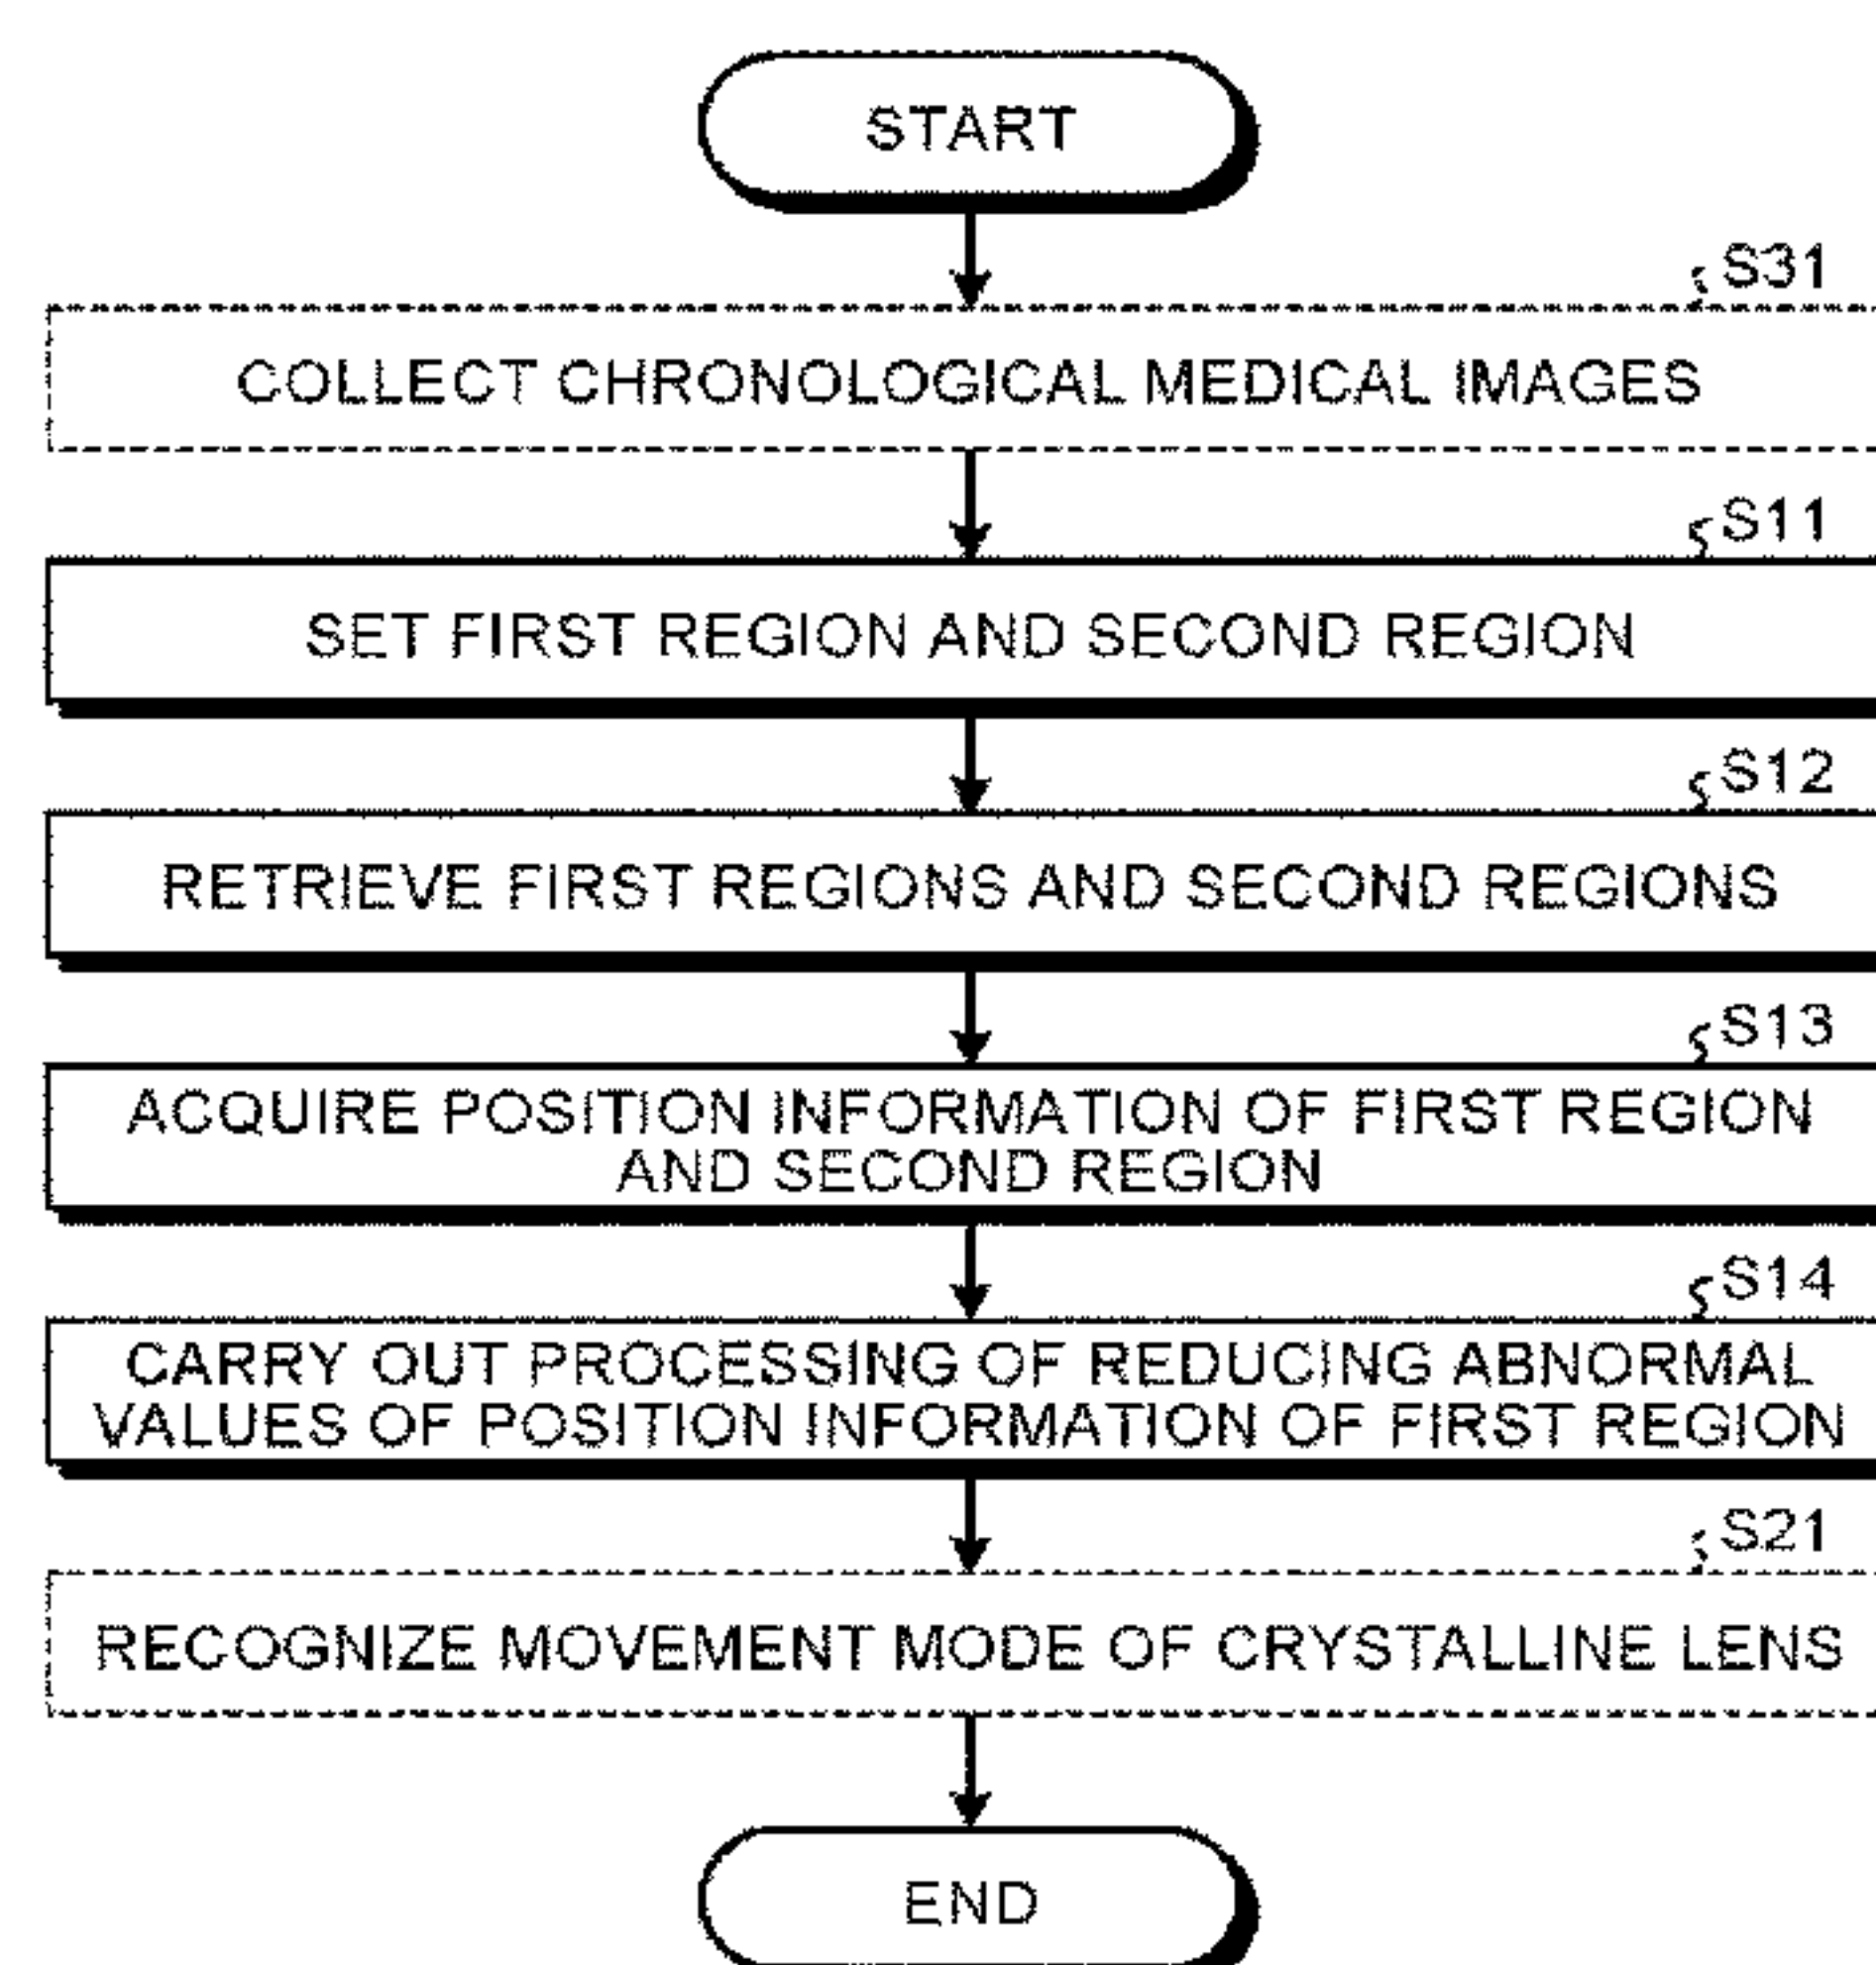 START
S31
COLLECT CHRONOLOGICAL MEDICAL IMAGES
S11
SET FIRST REGION AND SECOND REGION
S12
RETRIEVE FIRST REGIONS AND SECOND REGIONS
S13
ACQUIRE POSITION INFORMATION OF FIRST REGION
AND SECOND REGION
S14
CARRY OUT PROCESSING OF REDUCING ABNORMAL
VALUES OF POSITION INFORMATION OF FIRST REGION
S21
RECOGNIZE MOVEMENT MODE OF CRYSTALLINE LENS
END